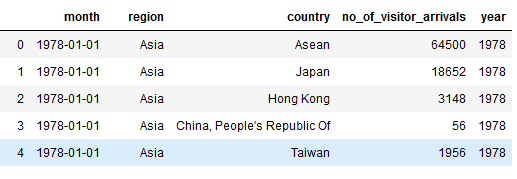 month region country no_of_visitor_arrivals year
0 1978-01-01 Asia Asean 64500 1978
1 1978-01-01 Asia Japan 18652 1978
2 1978-01-01 Asia Hong Kong 3148 1978
3 1978-01-01 Asia China, People's Republic Of 56 1978
4 1978-01-01 Asia Taiwan 1956 1978